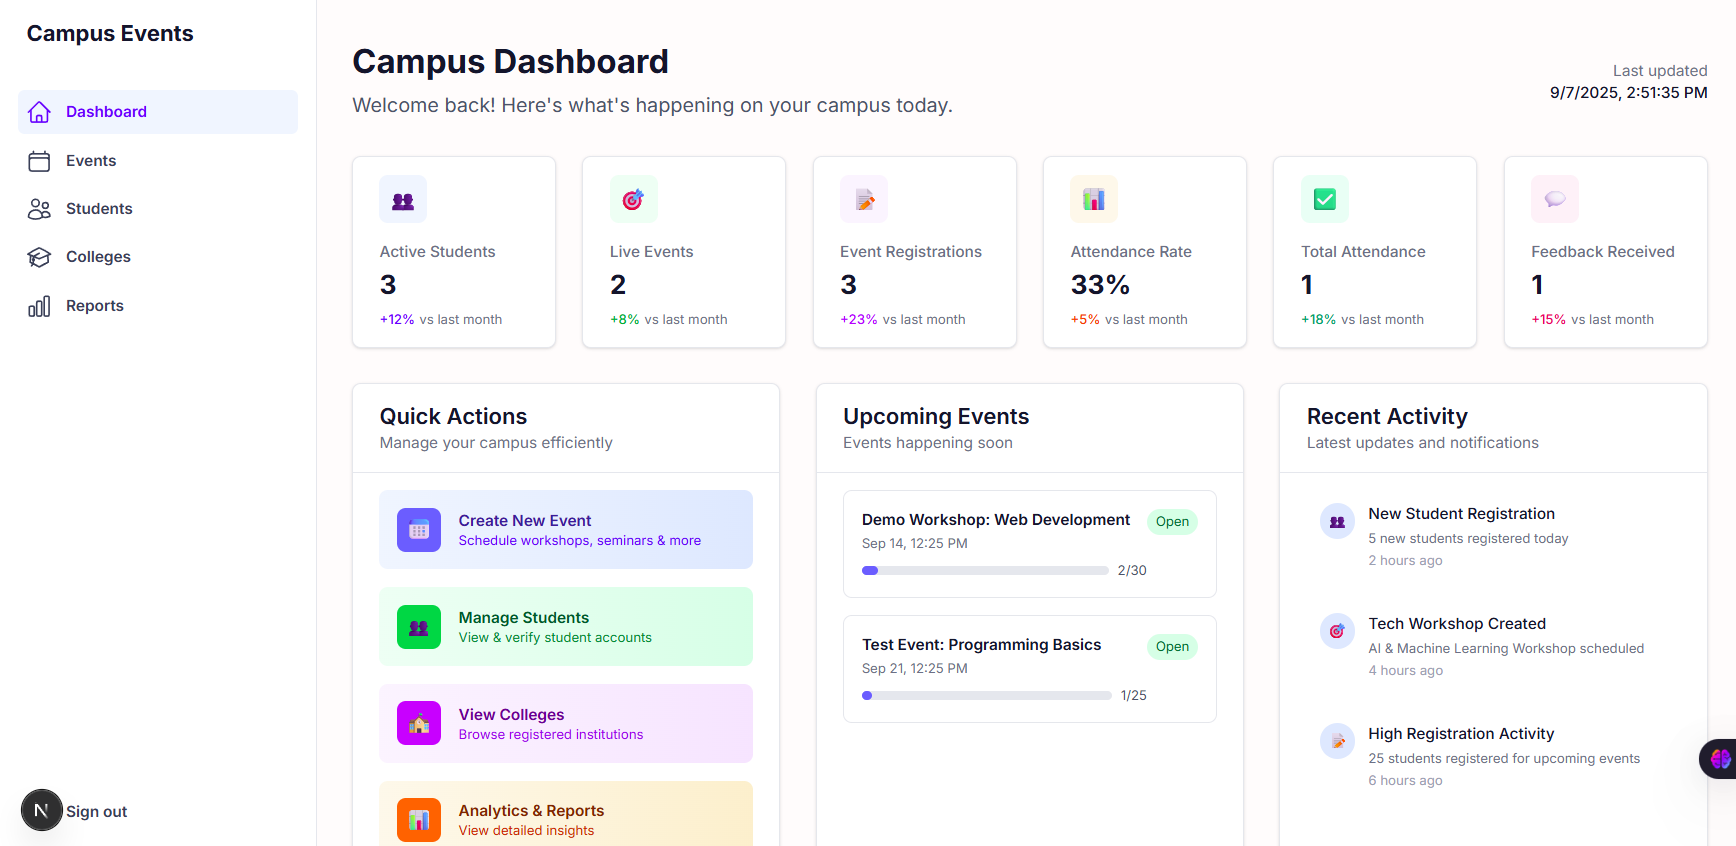 Campus Events
Dashboard
Events
Students
Colleges
Reports
N
Sign out
Campus Dashboard
Welcome back! Here's what's happening on your campus today.
Last updated
9/7/2025, 2:51:35 PM
Active Students
3
+12% vs last month
Live Events
2
+8% vs last month
Event Registrations
3
+23% vs last month
Attendance Rate
33%
+5% vs last month
Total Attendance
1
+18% vs last month
Feedback Received
1
+15% vs last month
Quick Actions
Manage your campus efficiently
Create New Event
Schedule workshops, seminars & more
Manage Students
View & verify student accounts
View Colleges
Browse registered institutions
Analytics & Reports
View detailed insights
Upcoming Events
Events happening soon
Demo Workshop: Web Development
Open
Sep 14, 12:25 PM
2/30
Test Event: Programming Basics
Open
Sep 21, 12:25 PM
1/25
Recent Activity
Latest updates and notifications
New Student Registration
5 new students registered today
2 hours ago
Tech Workshop Created
AI & Machine Learning Workshop scheduled
4 hours ago
High Registration Activity
25 students registered for upcoming events
6 hours ago